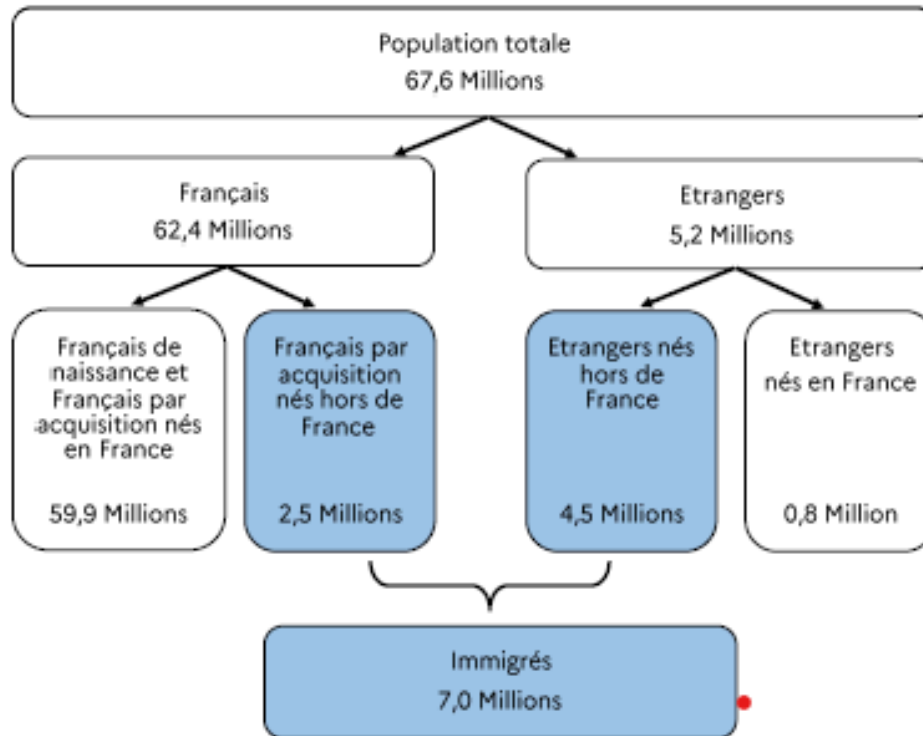 Population totale
67,6 Millions
Français
62,4 Millions
Etrangers
5,2 Millions
Français de
naissance et
Français par
acquisition nés
en France
59,9 Millions
Français par
acquisition
nés hors de
France
2,5 Millions
Etrangers nés
hors de
France
4,5 Millions
Etrangers
nés en France
0,8 Million
Immigrés
7,0 Millions